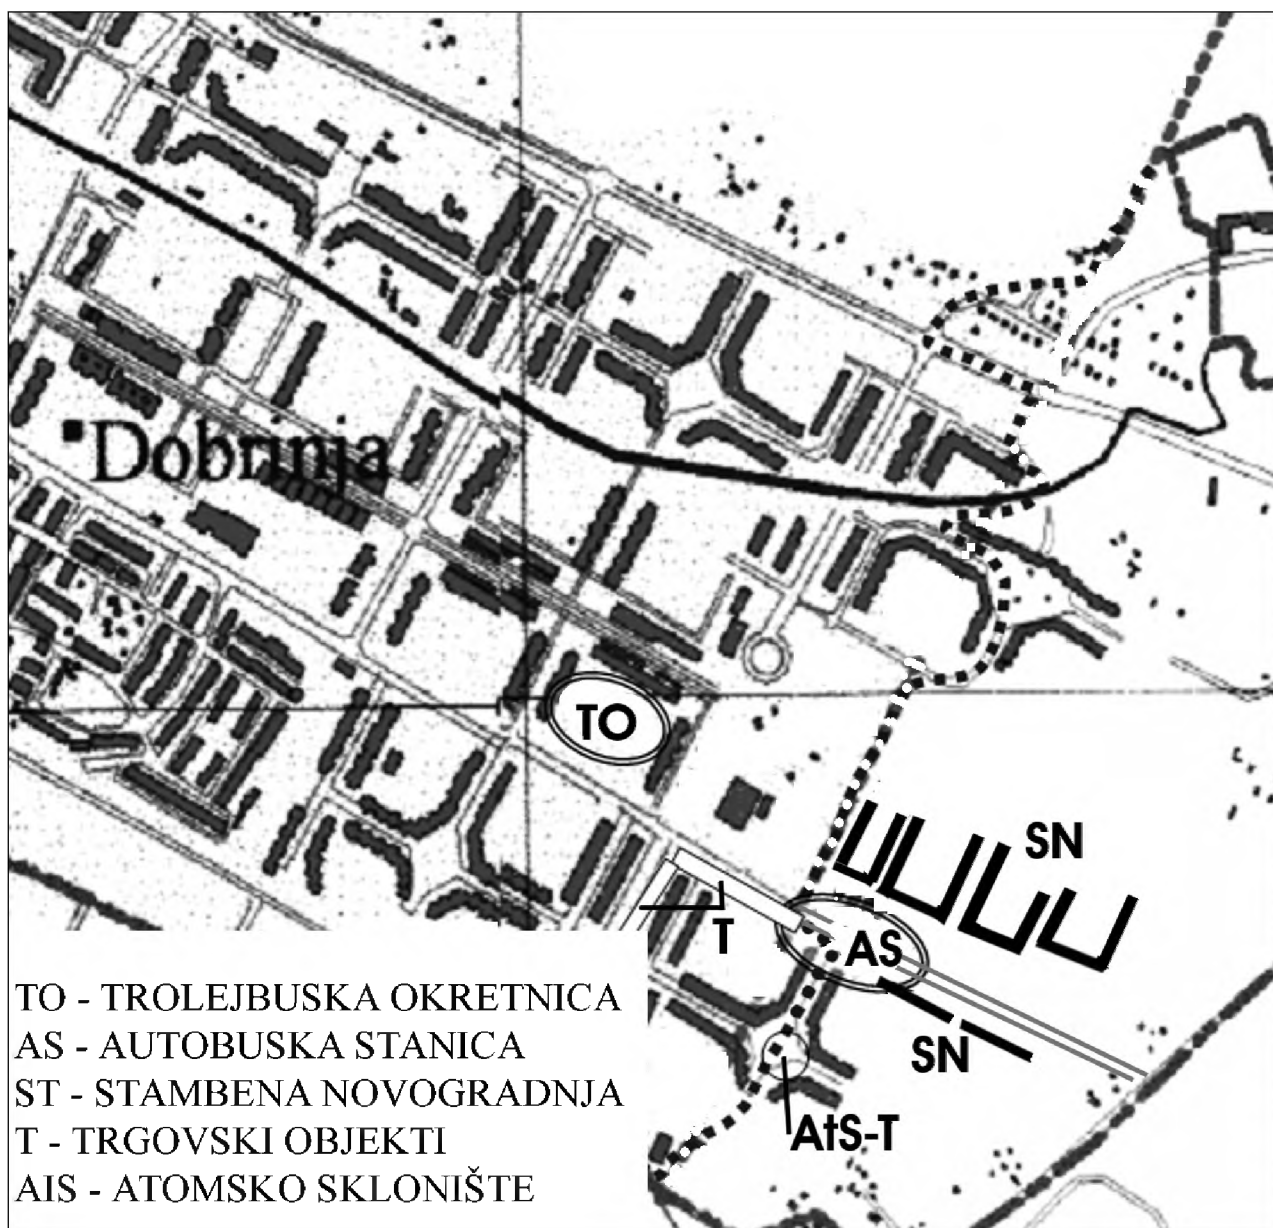 Dobrinja
TO
SN
T
AS
SN
AtS-T
TO - TROLEJBUSKA OKRETNICA
AS - AUTOBUSKA STANICA
ST - STAMBENA NOVOGRADNJA
T - TRGOVSKI OBJEKTI
AIS - ATOMSKO SKLONIŠTE